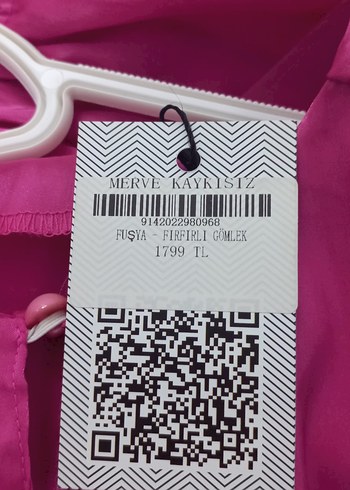 MERVE KAYKISIZ
9142022980968
FUŞYA - FIRFIRLI GÖMLEK
1799 TL